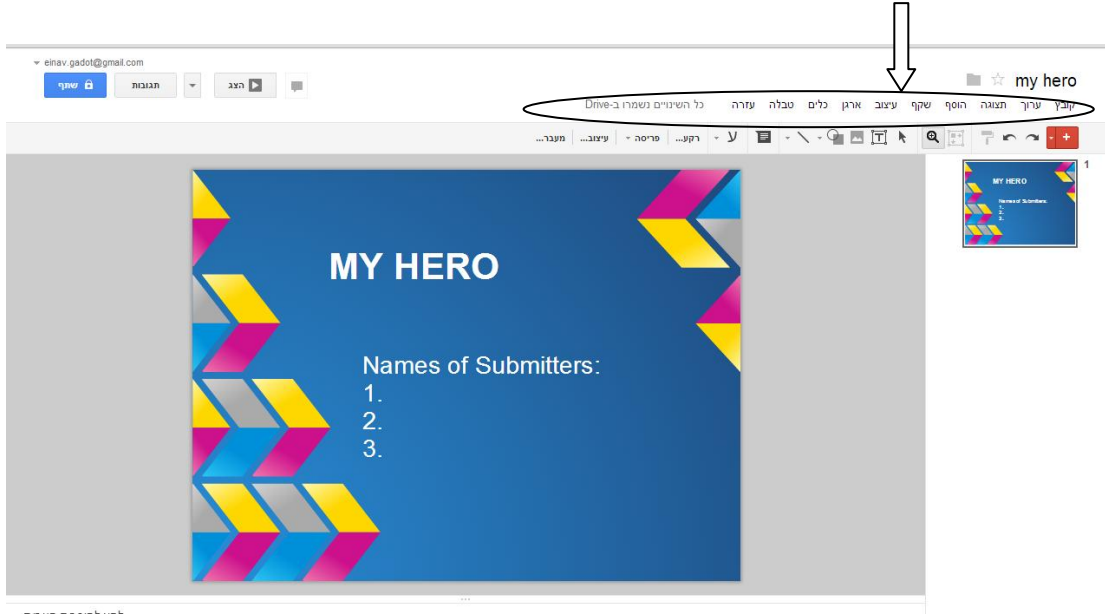 einav.gadot@gmail.com
my hero
הצג
תגובות
שתף
קובץ ערוך תצוגה הוסף שקף עיצוב ארגן כלים טבלה עזרה כל השינויים נשמרו ב-Drive
רקע... פריסה עיצוב... מעבר...
MY HERO
Names of Submitters:
1.
2.
3.
1
MY HERO
Names of Submitters:
1.
2.
3.